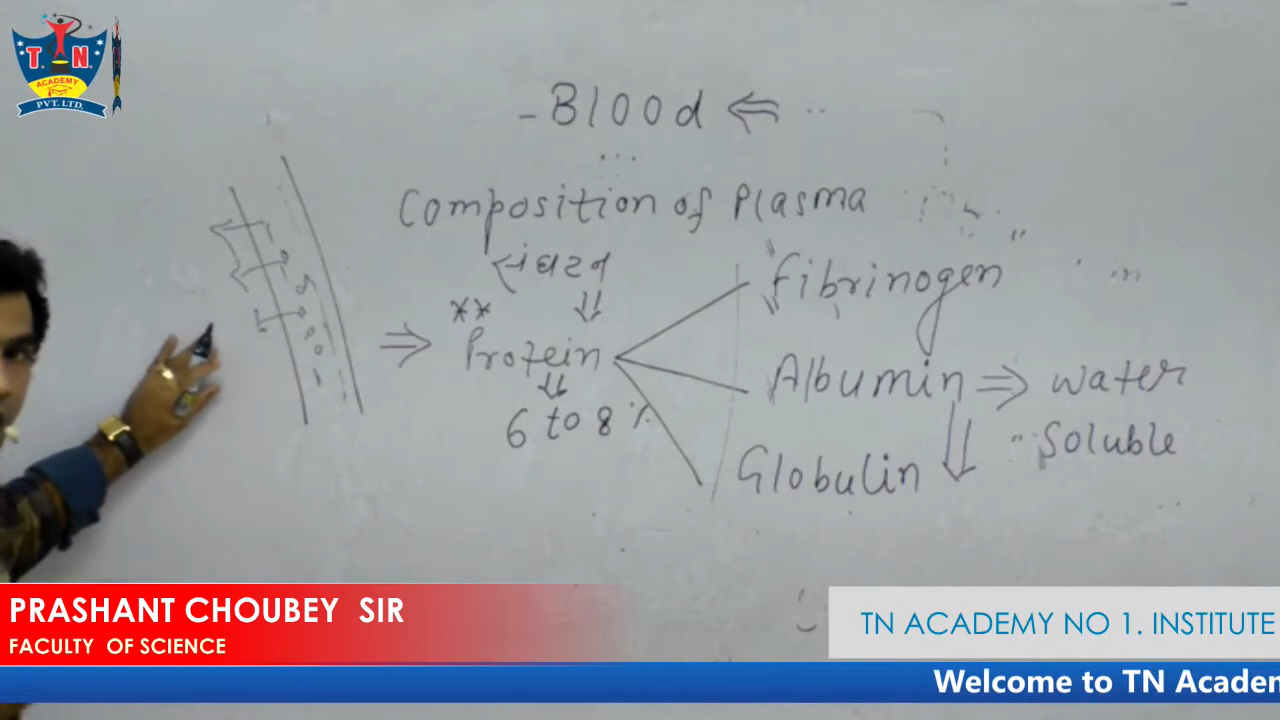 T. N.
ACADEMY
PVT. LTD.
- Blood ⇐
Composition of Plasma
**
⇒ Protein
6 to 8 %
Fibrinogen
Albumin ⇒ water
soluble
Globulin
PRASHANT CHOUBEY SIR
FACULTY OF SCIENCE
TN ACADEMY NO 1. INSTITUTE
Welcome to TN Academ